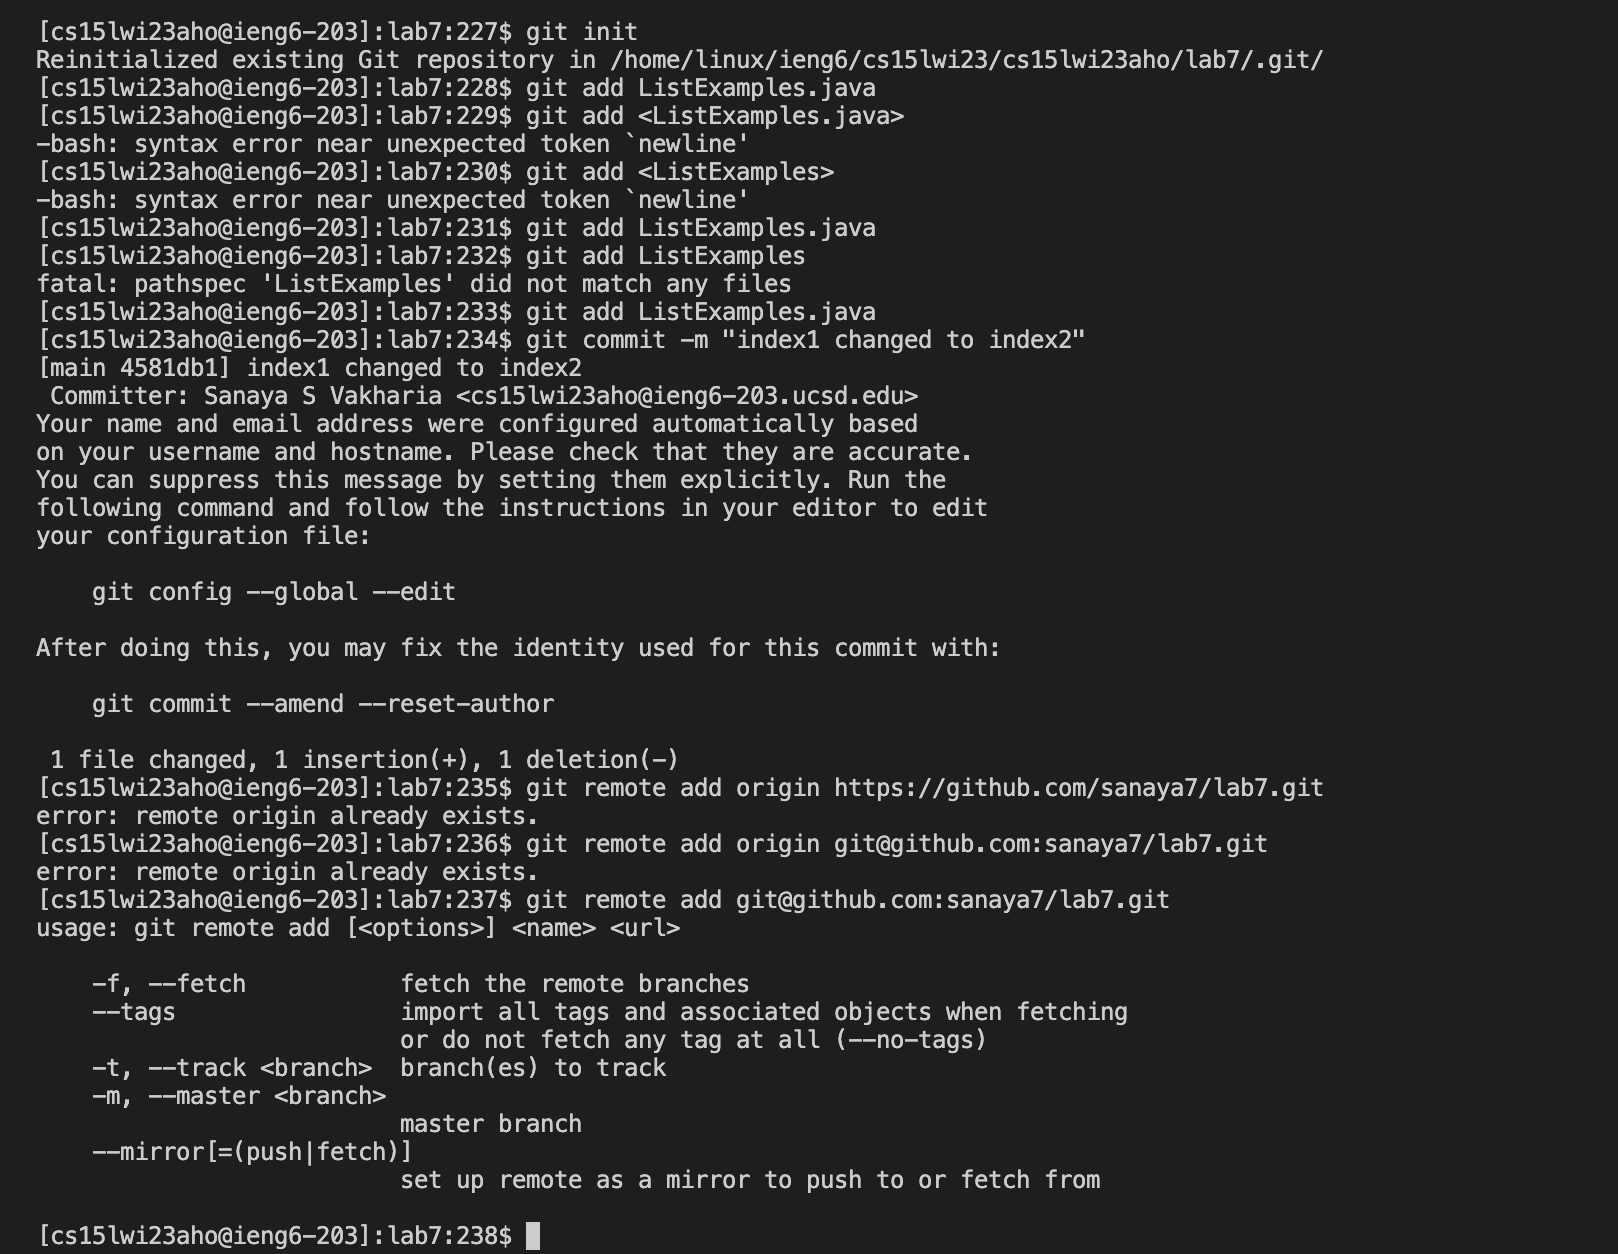 [cs15lwi23aho@ieng6-203]:lab7:227$ git init
Reinitialized existing Git repository in /home/linux/ieng6/cs15lwi23/cs15lwi23aho/lab7/.git/
[cs15lwi23aho@ieng6-203]:lab7:228$ git add ListExamples.java
[cs15lwi23aho@ieng6-203]:lab7:229$ git add <ListExamples.java>
-bash: syntax error near unexpected token `newline'
[cs15lwi23aho@ieng6-203]:lab7:230$ git add <ListExamples>
-bash: syntax error near unexpected token `newline'
[cs15lwi23aho@ieng6-203]:lab7:231$ git add ListExamples.java
[cs15lwi23aho@ieng6-203]:lab7:232$ git add ListExamples
fatal: pathspec 'ListExamples' did not match any files
[cs15lwi23aho@ieng6-203]:lab7:233$ git add ListExamples.java
[cs15lwi23aho@ieng6-203]:lab7:234$ git commit -m "index1 changed to index2"
[main 4581db1] index1 changed to index2
 Committer: Sanaya S Vakharia <cs15lwi23aho@ieng6-203.ucsd.edu>
Your name and email address were configured automatically based
on your username and hostname. Please check that they are accurate.
You can suppress this message by setting them explicitly. Run the
following command and follow the instructions in your editor to edit
your configuration file:

    git config --global --edit

After doing this, you may fix the identity used for this commit with:

    git commit --amend --reset-author

 1 file changed, 1 insertion(+), 1 deletion(-)
[cs15lwi23aho@ieng6-203]:lab7:235$ git remote add origin https://github.com/sanaya7/lab7.git
error: remote origin already exists.
[cs15lwi23aho@ieng6-203]:lab7:236$ git remote add origin git@github.com:sanaya7/lab7.git
error: remote origin already exists.
[cs15lwi23aho@ieng6-203]:lab7:237$ git remote add git@github.com:sanaya7/lab7.git
usage: git remote add [<options>] <name> <url>

    -f, --fetch           fetch the remote branches
    --tags                import all tags and associated objects when fetching
                          or do not fetch any tag at all (--no-tags)
    -t, --track <branch>  branch(es) to track
    -m, --master <branch>
                          master branch
    --mirror[=(push|fetch)]
                          set up remote as a mirror to push to or fetch from

[cs15lwi23aho@ieng6-203]:lab7:238$